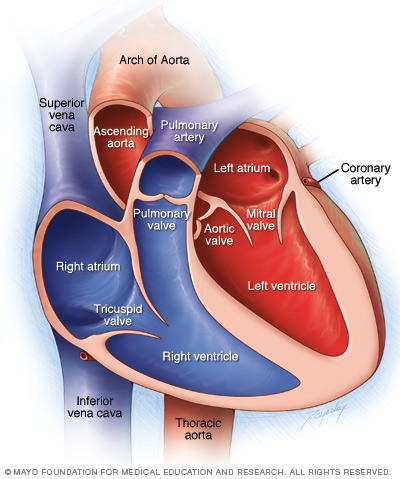 Arch of Aorta
Superior
vena
cava
Ascending
aorta
Pulmonary
artery
Left atrium
Coronary
artery
Pulmonary
valve
Aortic
valve
Mitral
valve
Right atrium
Left ventricle
Tricuspid
valve
Right ventricle
Inferior
vena cava
Thoracic
aorta
© MAYO FOUNDATION FOR MEDICAL EDUCATION AND RESEARCH. ALL RIGHTS RESERVED.